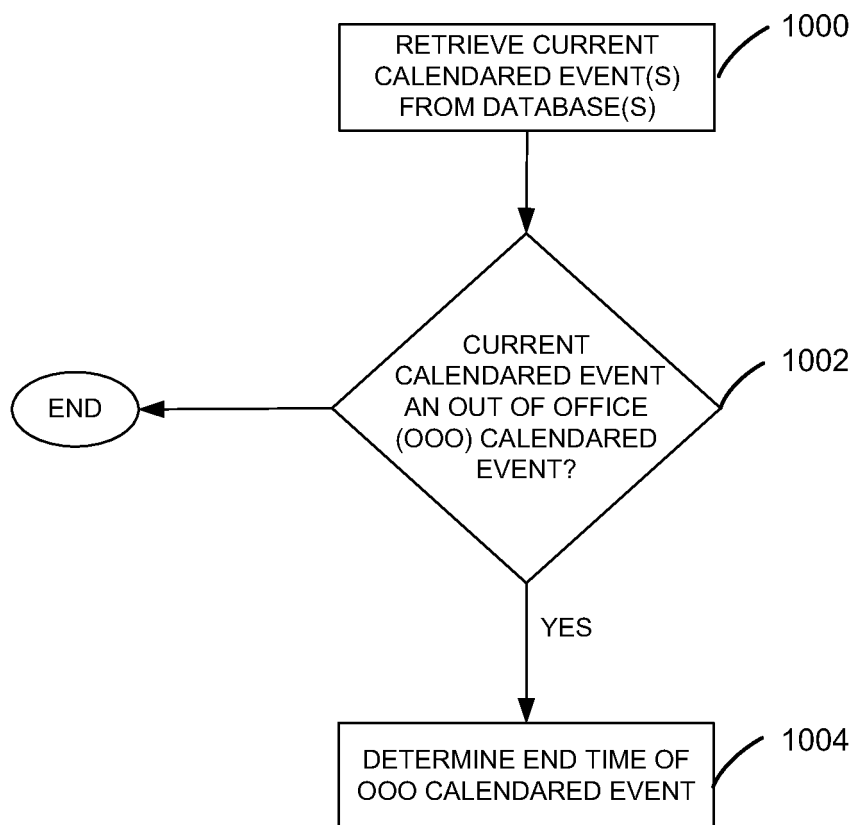 RETRIEVE CURRENT
CALENDARED EVENT(S)
FROM DATABASE(S)
1000
CURRENT
CALENDARED EVENT
AN OUT OF OFFICE
(OOO) CALENDARED
EVENT?
1002
END
YES
DETERMINE END TIME OF
OOO CALENDARED EVENT
1004